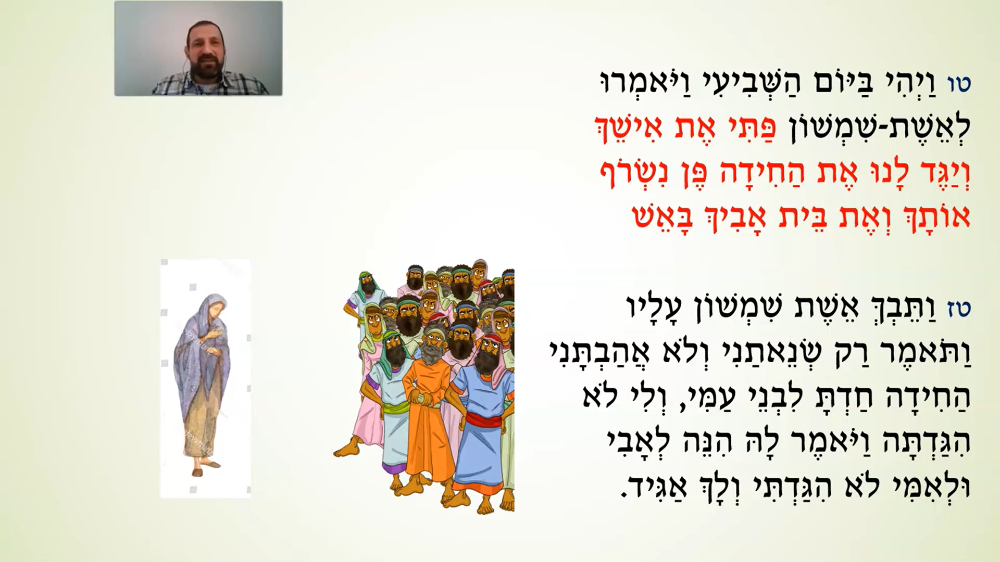 טו וַיְהִי בַּיּוֹם הַשְּׁבִיעִי וַיֹּאמְרוּ
לְאֵשֶׁת-שִׁמְשׁוֹן פַּתִּי אֶת אִישֵׁךְ
וְיַגֶּד לָנוּ אֶת הַחִידָה פֶּן נִשְׂרֹף
אוֹתָךְ וְאֶת בֵּית אָבִיךְ בָּאֵשׁ
טז וַתֵּבְךְּ אֵשֶׁת שִׁמְשׁוֹן עָלָיו
וַתֹּאמֶר רַק שְׂנֵאתַנִי וְלֹא אֲהַבְתָּנִי
הַחִידָה חַדְתָּ לִבְנֵי עַמִּי, וְלִי לֹא
הִגַּדְתָּה וַיֹּאמֶר לָהּ הִנֵּה לְאָבִי
וּלְאִמִּי לֹא הִגַּדְתִּי וְלָךְ אַגִּיד.